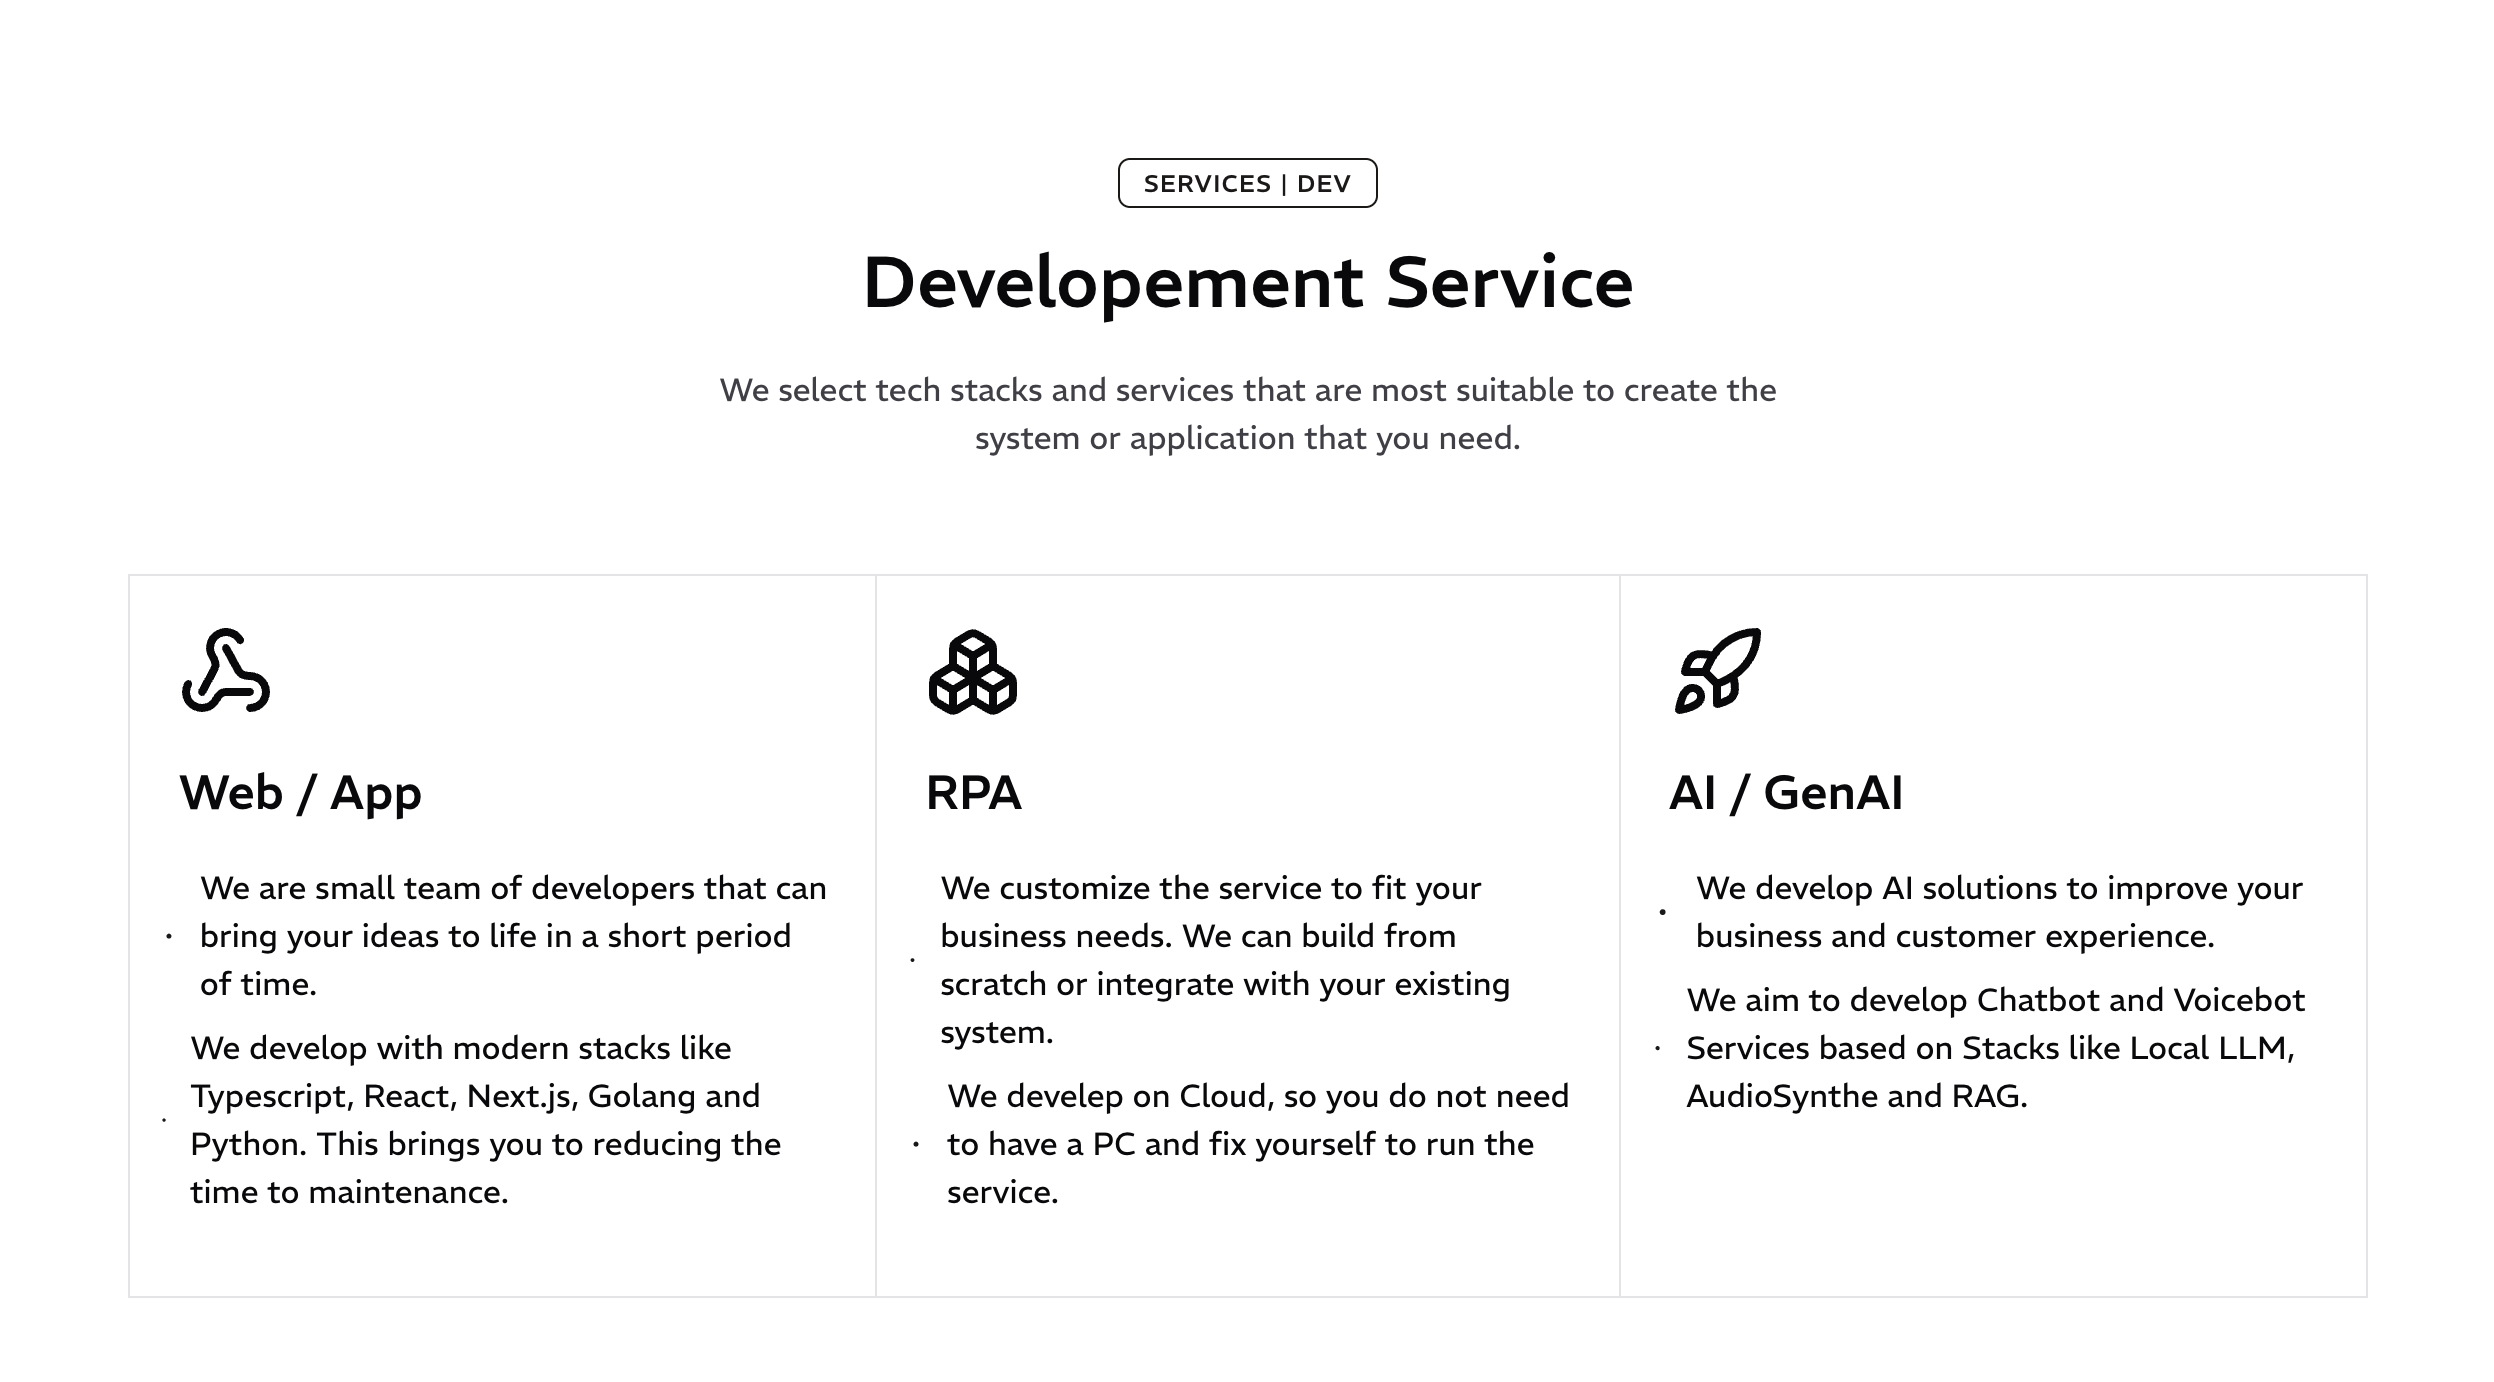 SERVICES | DEV
Developement Service
We select tech stacks and services that are most suitable to create the
system or application that you need.
Web / App
· We are small team of developers that can
bring your ideas to life in a short period
of time.
· We develop with modern stacks like
Typescript, React, Next.js, Golang and
Python. This brings you to reducing the
time to maintenance.
RPA
· We customize the service to fit your
business needs. We can build from
scratch or integrate with your existing
system.
· We develep on Cloud, so you do not need
to have a PC and fix yourself to run the
service.
AI / GenAI
· We develop AI solutions to improve your
business and customer experience.
· We aim to develop Chatbot and Voicebot
Services based on Stacks like Local LLM,
AudioSynthe and RAG.